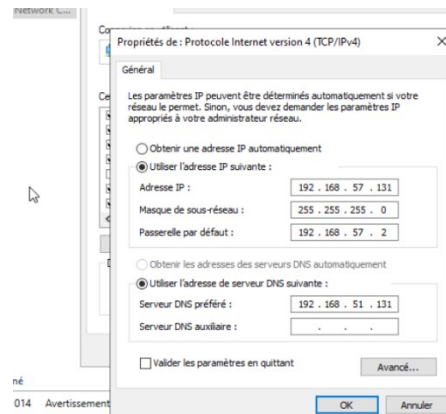 Network C...
Propriétés de : Protocole Internet version 4 (TCP/IPv4)
Général
Les paramètres IP peuvent être déterminés automatiquement si votre
réseau le permet. Sinon, vous devez demander les paramètres IP
appropriés à votre administrateur réseau.
Obtenir une adresse IP automatiquement
Utiliser l'adresse IP suivante :
Adresse IP : 192 . 168 . 57 . 131
Masque de sous-réseau : 255 . 255 . 255 . 0
Passerelle par défaut : 192 . 168 . 57 . 2
Obtenir les adresses des serveurs DNS automatiquement
Utiliser l'adresse de serveur DNS suivante :
Serveur DNS préféré : 192 . 168 . 51 . 131
Serveur DNS auxiliaire : . . .
Valider les paramètres en quittant
Avancé...
né
014 Avertissement
OK Annuler